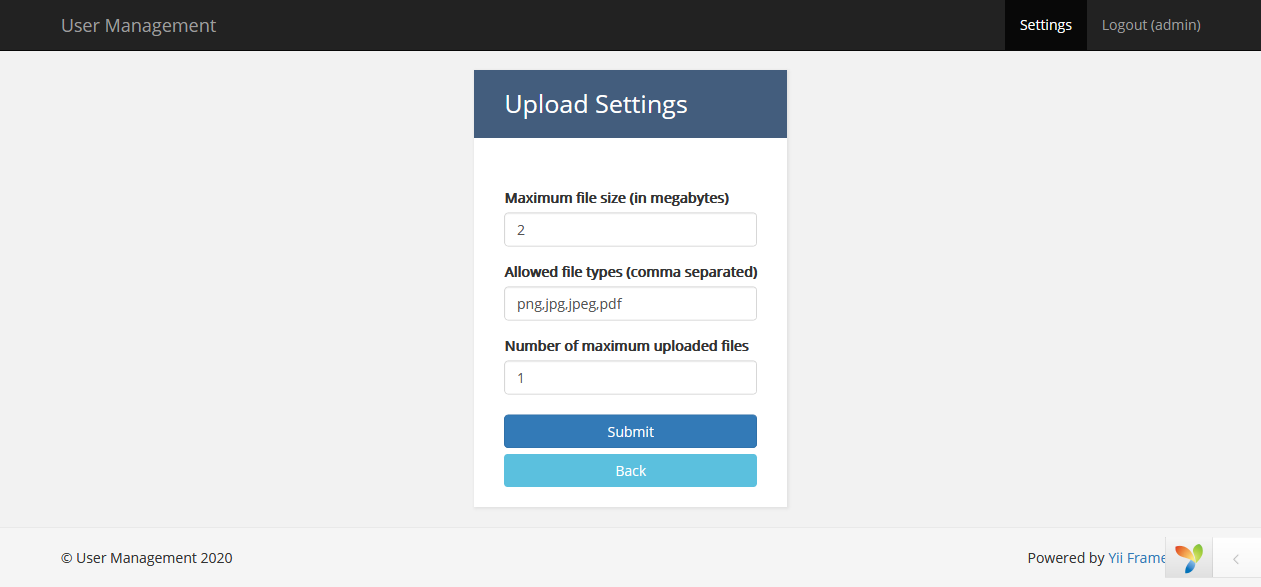 User Management
Settings
Logout (admin)
Upload Settings
Maximum file size (in megabytes)
2
Allowed file types (comma separated)
png,jpg,jpeg,pdf
Number of maximum uploaded files
1
Submit
Back
© User Management 2020
Powered by Yii Frame